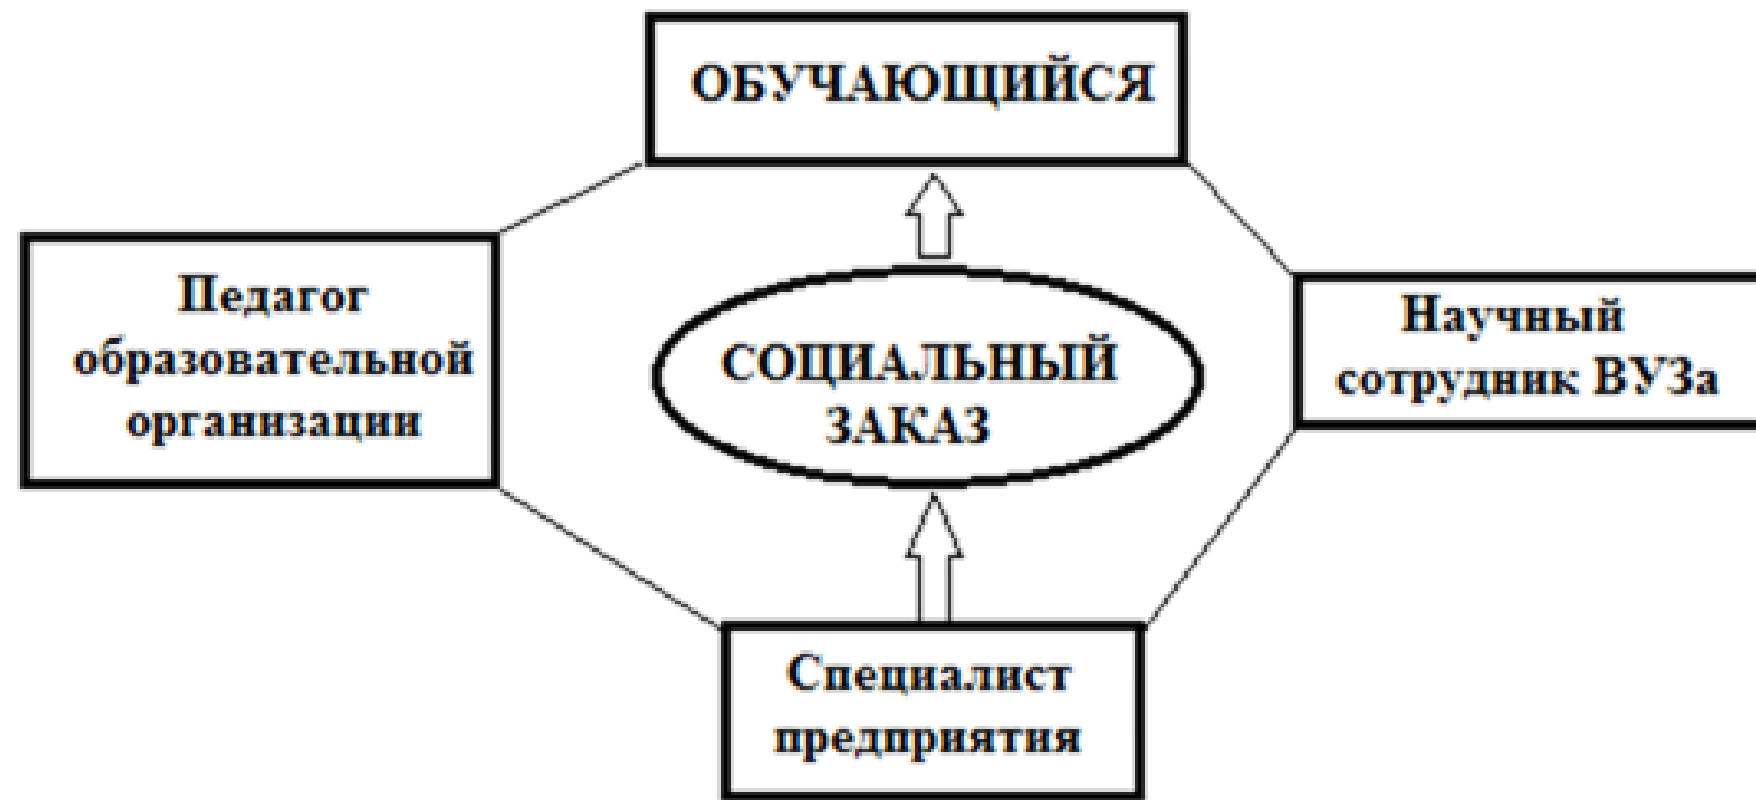 ОБУЧАЮЩИЙСЯ
Педагог
образовательной
организации
СОЦИАЛЬНЫЙ
ЗАКАЗ
Научный
сотрудник ВУЗа
Специалист
предприятия